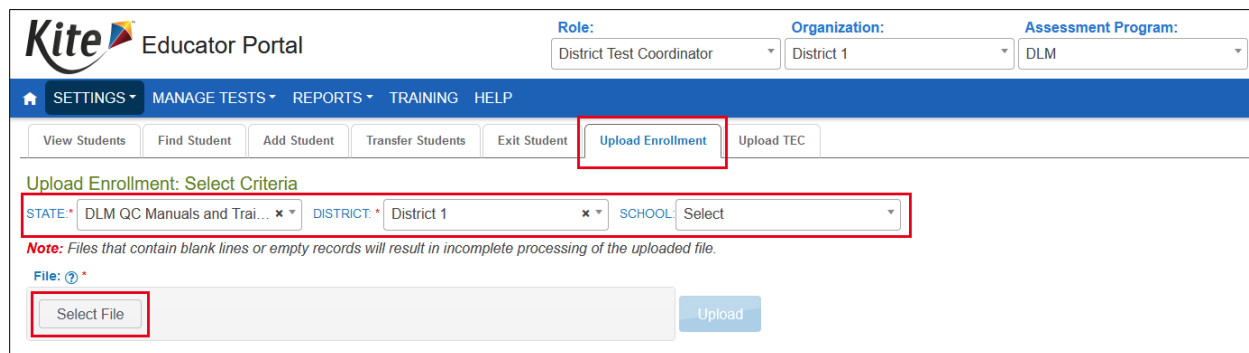 Kite Educator Portal
Role: Organization: Assessment Program:
District Test Coordinator District 1 DLM
SETTINGS MANAGE TESTS REPORTS TRAINING HELP
View Students Find Student Add Student Transfer Students Exit Student Upload Enrollment Upload TEC
Upload Enrollment: Select Criteria
STATE:* DLM QC Manuals and Trai... × DISTRICT: * District 1 × SCHOOL: Select
Note: Files that contain blank lines or empty records will result in incomplete processing of the uploaded file.
File: ? *
Select File Upload